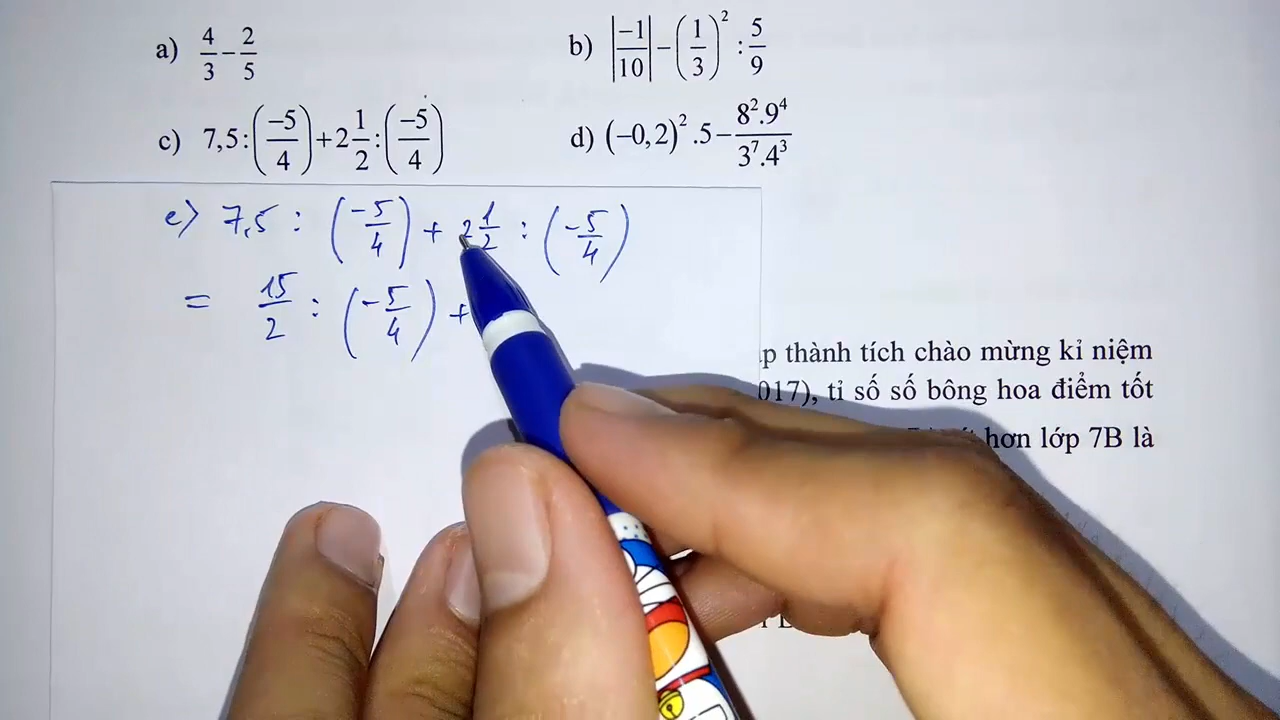 a) 4/3 − 2/5
b) |−1/10| − (1/3)² : 5/9
c) 7,5 : (−5/4) + 2 1/2 : (−5/4)
d) (−0,2)² .5 − 8².9⁴/3⁷.4³
c) 7,5 : (−5/4) + 2 1/2 : (−5/4)
= 15/2 : (−5/4) +
thành tích chào mừng kỉ niệm
017), tỉ số số bông hoa điểm tốt
hơn lớp 7B là